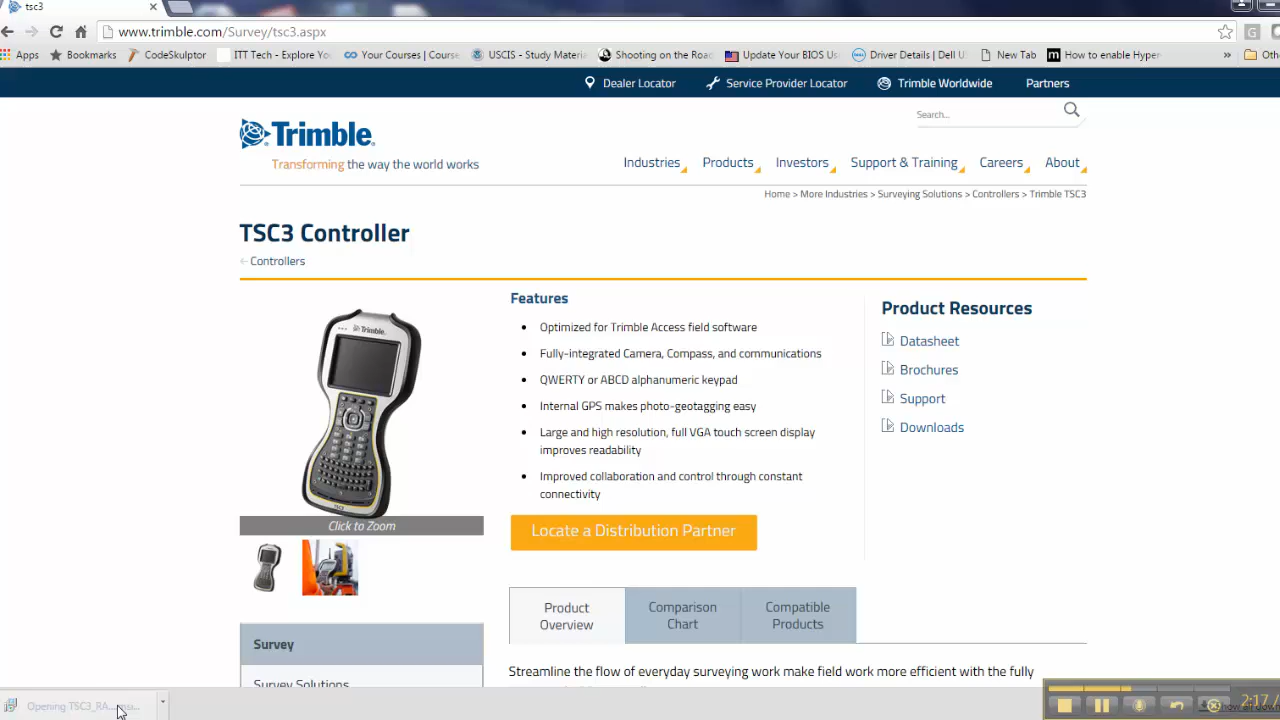 tsc3
www.trimble.com/Survey/tsc3.aspx
Apps Bookmarks CodeSkulptor ITT Tech - Explore Yo Your Courses | Cours USCIS - Study Materia Shooting on the Roa Update Your BIOS Us Driver Details | Dell U New Tab How to enable Hyper » Oth
Dealer Locator Service Provider Locator Trimble Worldwide Partners
Search...
Trimble
Transforming the way the world works
Industries Products Investors Support & Training Careers About
Home > More Industries > Surveying Solutions > Controllers > Trimble TSC3
TSC3 Controller
Controllers
Features
Product Resources
Optimized for Trimble Access field software
Fully-integrated Camera, Compass, and communications
QWERTY or ABCD alphanumeric keypad
Internal GPS makes photo-geotagging easy
Large and high resolution, full VGA touch screen display
improves readability
Improved collaboration and control through constant
connectivity
Datasheet
Brochures
Support
Downloads
Trimble.
Click to Zoom
Locate a Distribution Partner
Product
Overview
Comparison
Chart
Compatible
Products
Survey
Survey Solutions
Streamline the flow of everyday surveying work make field work more efficient with the fully
Opening TSC3_RA....msi...
2:17